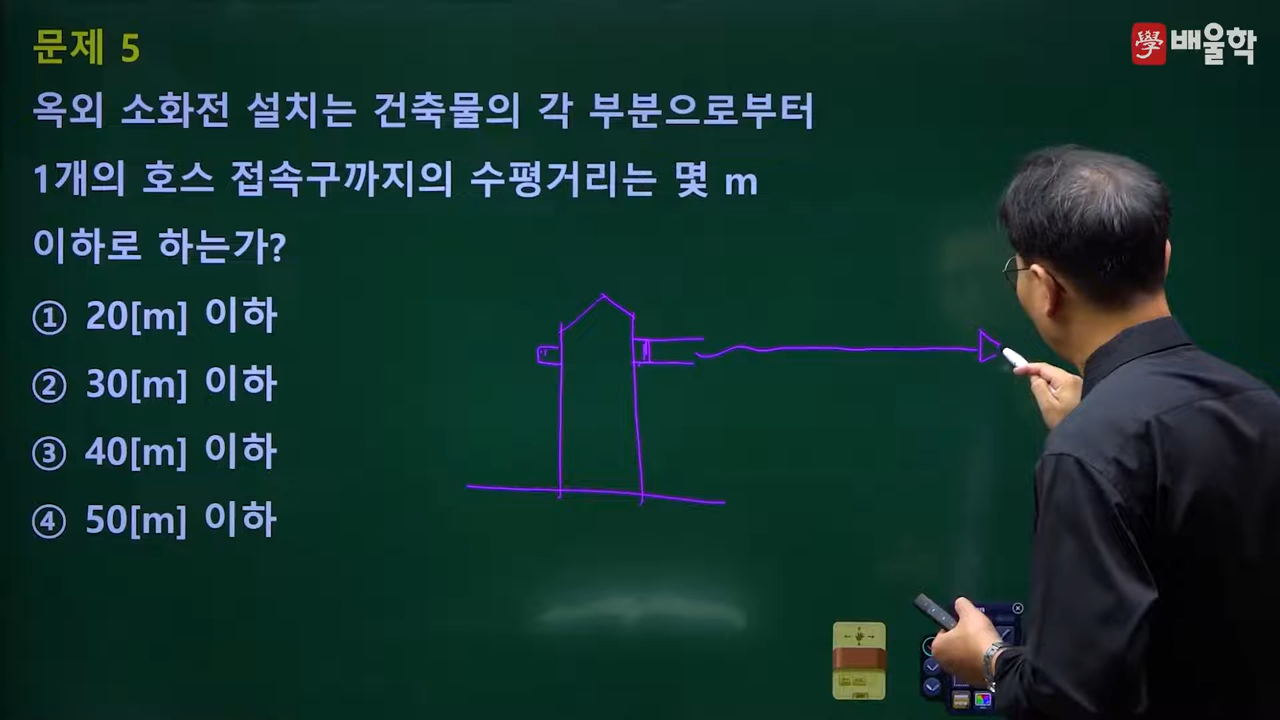 문제 5
學 배울학
옥외 소화전 설치는 건축물의 각 부분으로부터
1개의 호스 접속구까지의 수평거리는 몇 m
이하로 하는가?
① 20[m] 이하
② 30[m] 이하
③ 40[m] 이하
④ 50[m] 이하